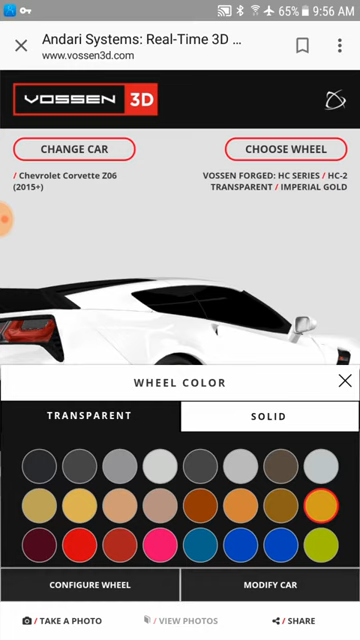 65% 9:56 AM
Andari Systems: Real-Time 3D ...
www.vossen3d.com
VOSSEN 3D
CHANGE CAR
CHOOSE WHEEL
/ Chevrolet Corvette Z06
(2015+)
VOSSEN FORGED: HC SERIES / HC-2
TRANSPARENT / IMPERIAL GOLD
WHEEL COLOR
TRANSPARENT
SOLID
CONFIGURE WHEEL
MODIFY CAR
/ TAKE A PHOTO
/ VIEW PHOTOS
/ SHARE